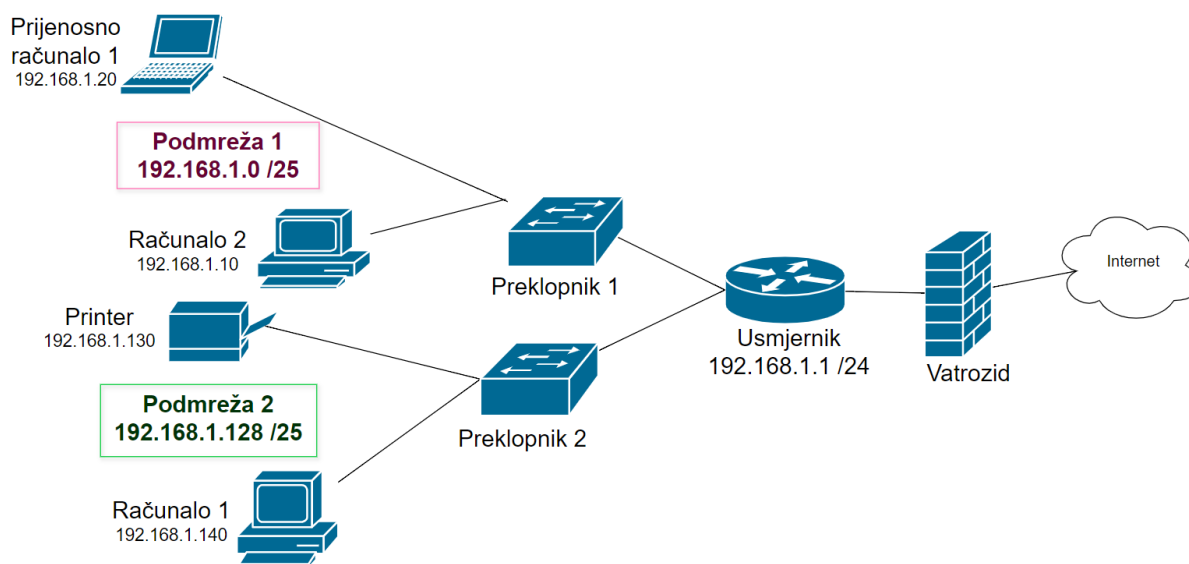 Prijenosno
računalo 1
192.168.1.20
Podmreža 1
192.168.1.0 /25
Računalo 2
192.168.1.10
Preklopnik 1
Printer
192.168.1.130
Podmreža 2
192.168.1.128 /25
Preklopnik 2
Računalo 1
192.168.1.140
Usmjernik
192.168.1.1 /24
Vatrozid
Internet